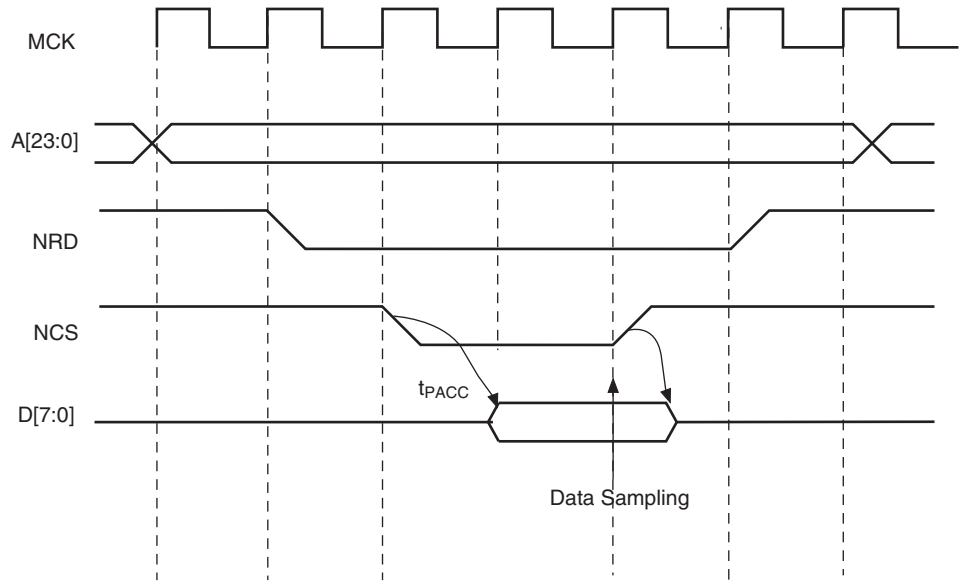 MCK
A[23:0]
NRD
NCS
tPACC
D[7:0]
Data Sampling